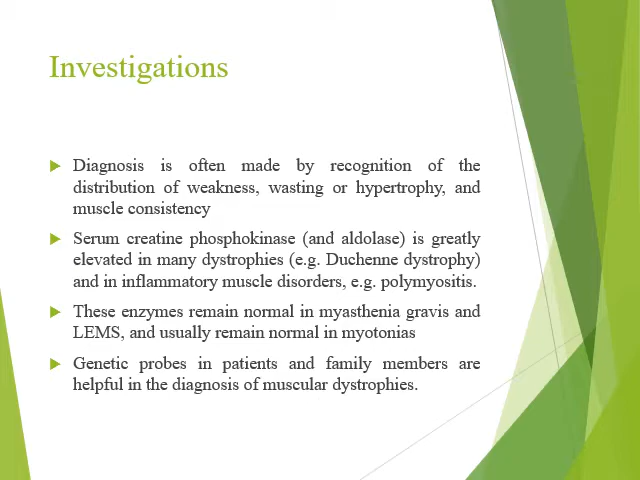 Investigations
Diagnosis is often made by recognition of the
distribution of weakness, wasting or hypertrophy, and
muscle consistency
Serum creatine phosphokinase (and aldolase) is greatly
elevated in many dystrophies (e.g. Duchenne dystrophy)
and in inflammatory muscle disorders, e.g. polymyositis.
These enzymes remain normal in myasthenia gravis and
LEMS, and usually remain normal in myotonias
Genetic probes in patients and family members are
helpful in the diagnosis of muscular dystrophies.